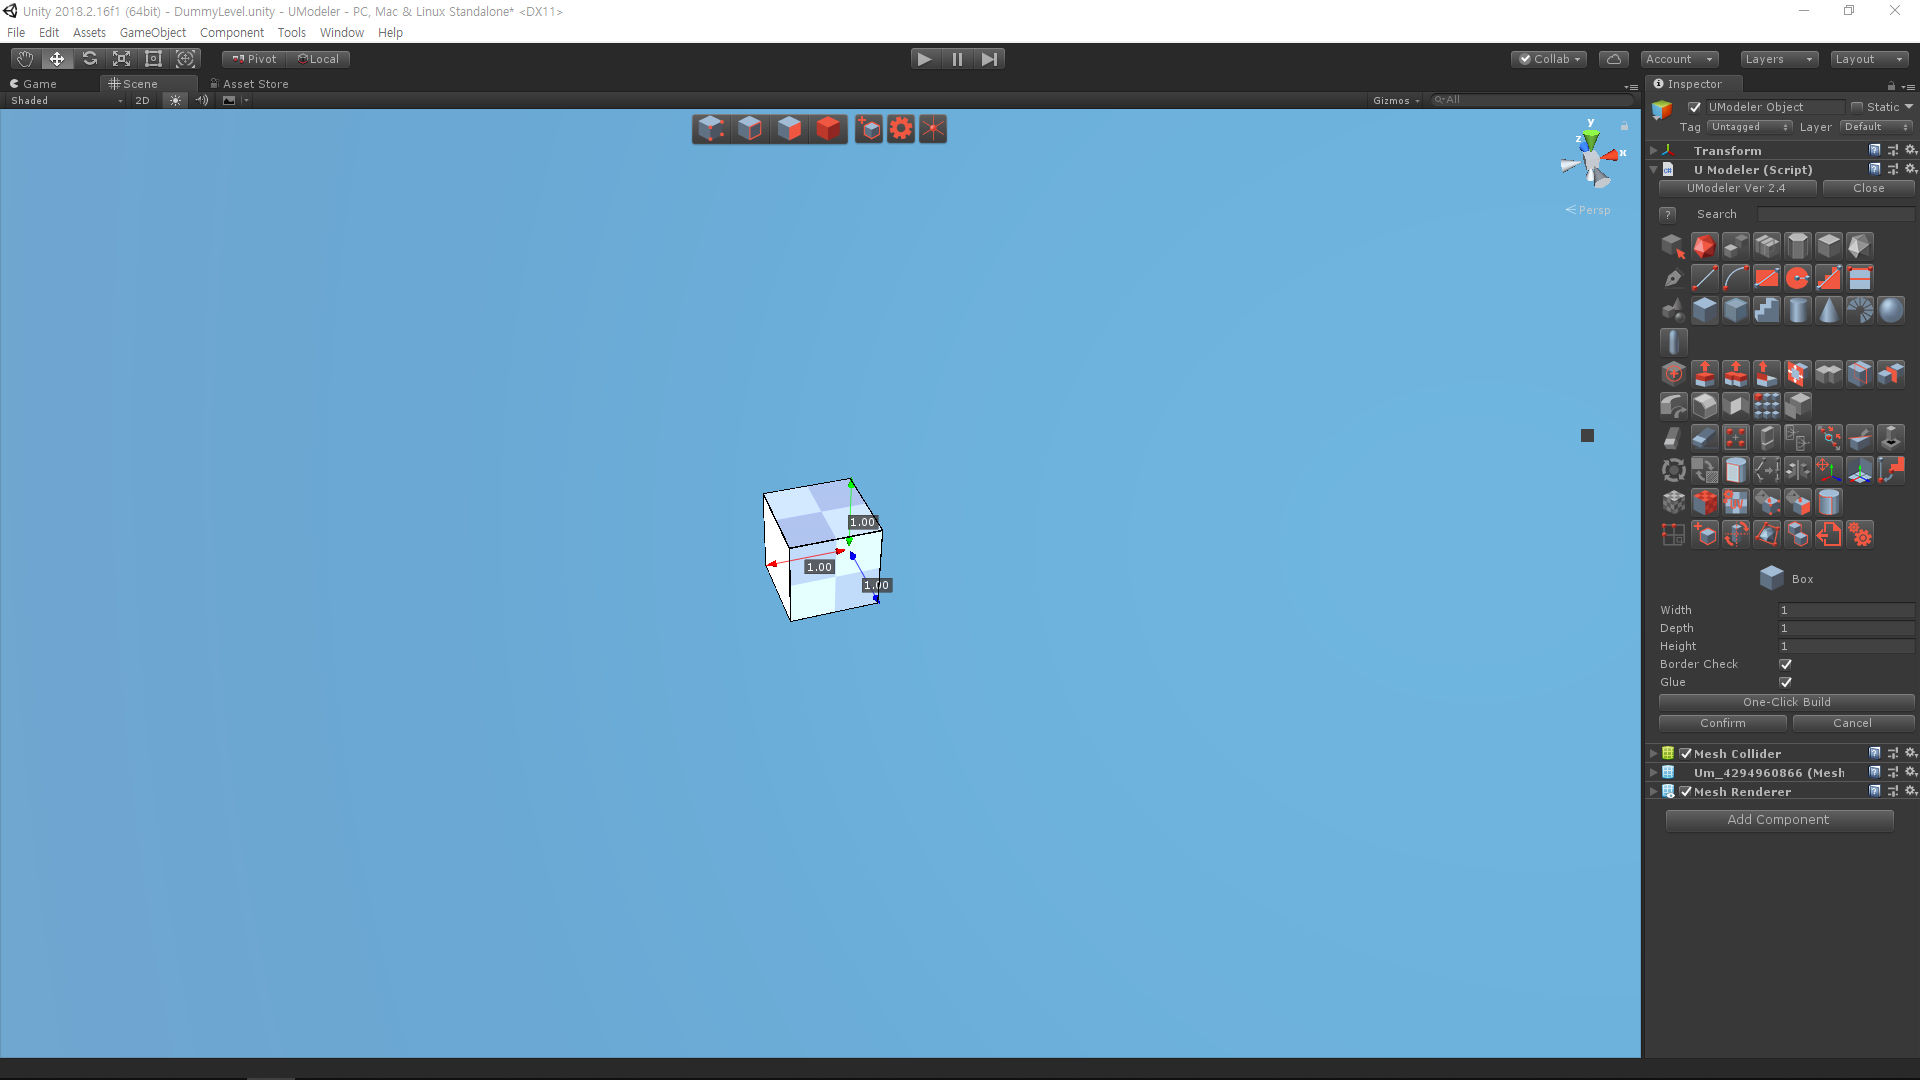 Unity 2018.2.16f1 (64bit) - DummyLevel.unity - UModeler - PC, Mac & Linux Standalone* <DX11>
File Edit Assets GameObject Component Tools Window Help
Pivot Local Collab Account Layers Layout
Game Scene Asset Store
Inspector
Shaded 2D Gizmos All
UModeler Object Static
Tag Untagged Layer Default
y
z
x
Persp
Transform
U Modeler (Script)
UModeler Ver 2.4 Close
? Search
1.00
1.00
1.00
Box
Width 1
Depth 1
Height 1
Border Check
Glue
One-Click Build
Confirm Cancel
Mesh Collider
Um_4294960866 (Mesh
Mesh Renderer
Add Component